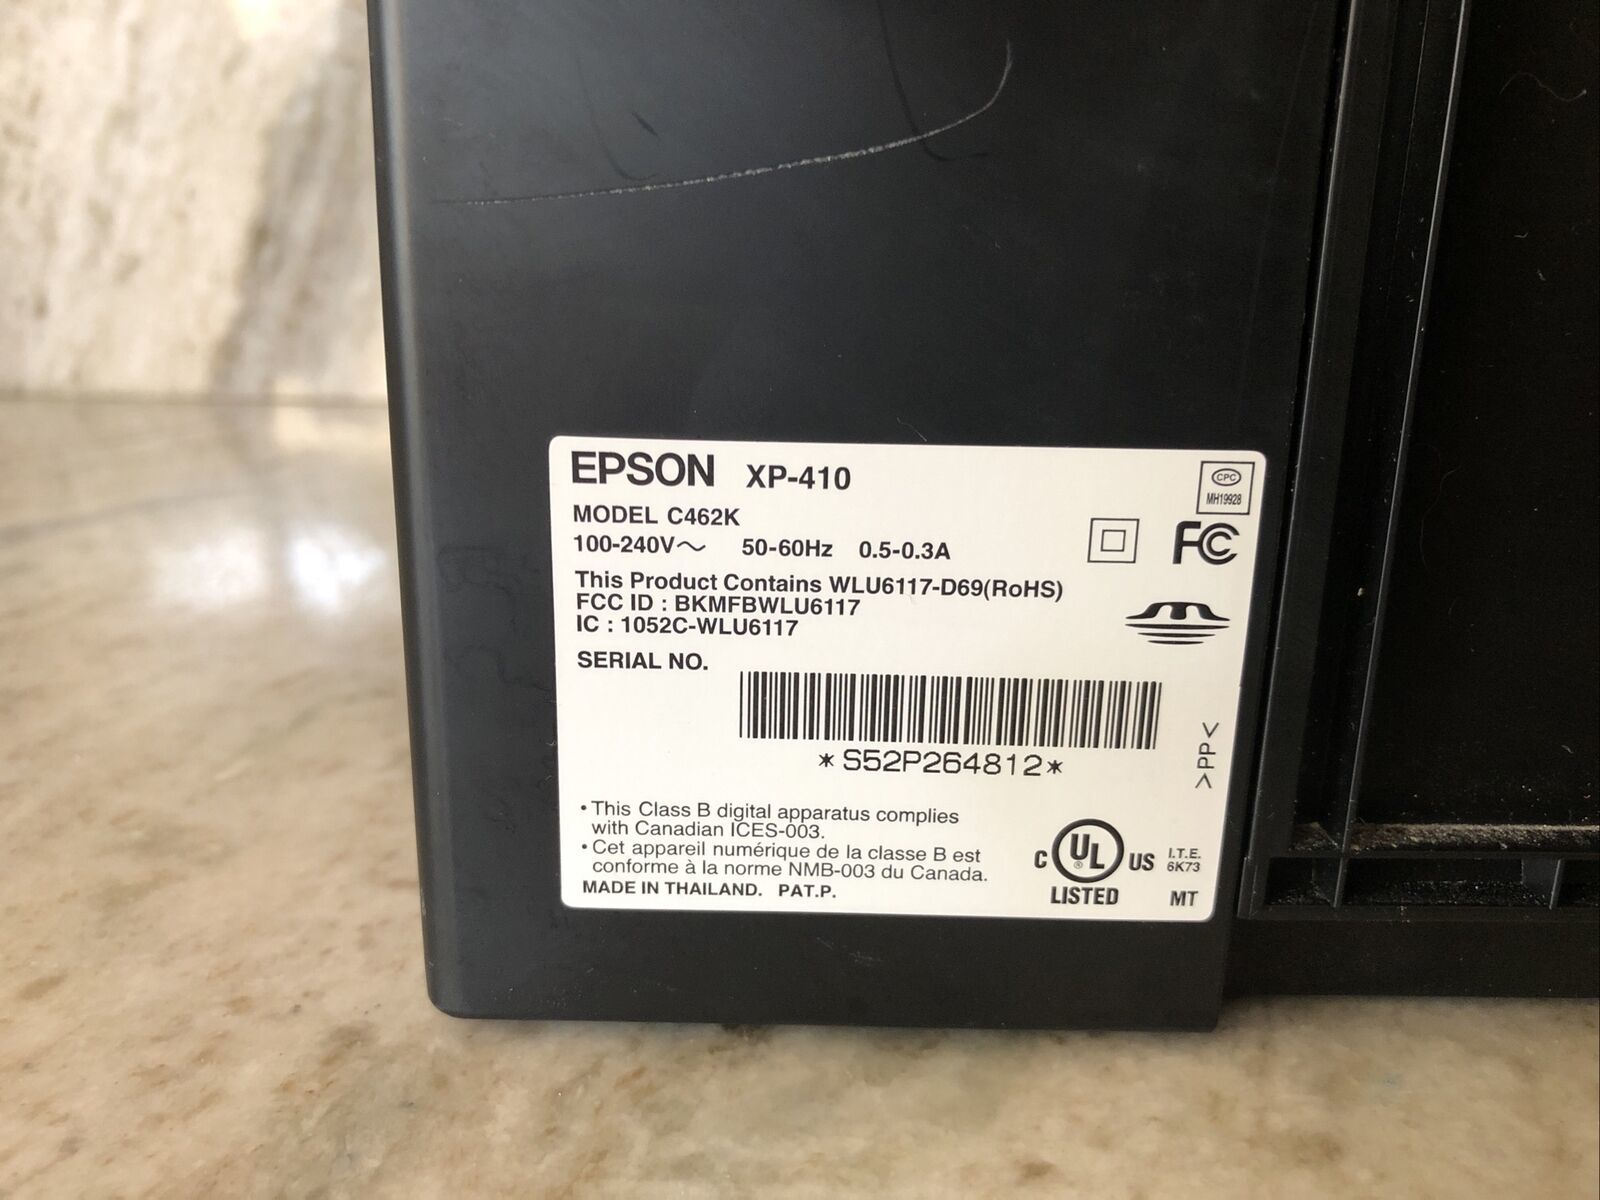 EPSON XP-410
CPC
MH19928
MODEL C462K
100-240V～ 50-60Hz 0.5-0.3A
FC
This Product Contains WLU6117-D69(RoHS)
FCC ID : BKMFBWLU6117
IC : 1052C-WLU6117
SERIAL NO.
*S52P264812*
>PP<
• This Class B digital apparatus complies
with Canadian ICES-003.
• Cet appareil numérique de la classe B est
conforme à la norme NMB-003 du Canada.
MADE IN THAILAND. PAT.P.
C UL® US
LISTED
I.T.E.
6K73
MT